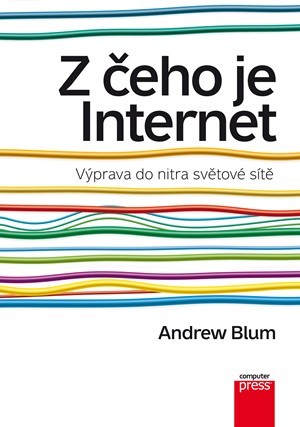 Z čeho je
Internet
Výprava do nitra světové sítě
Andrew Blum
computer
press